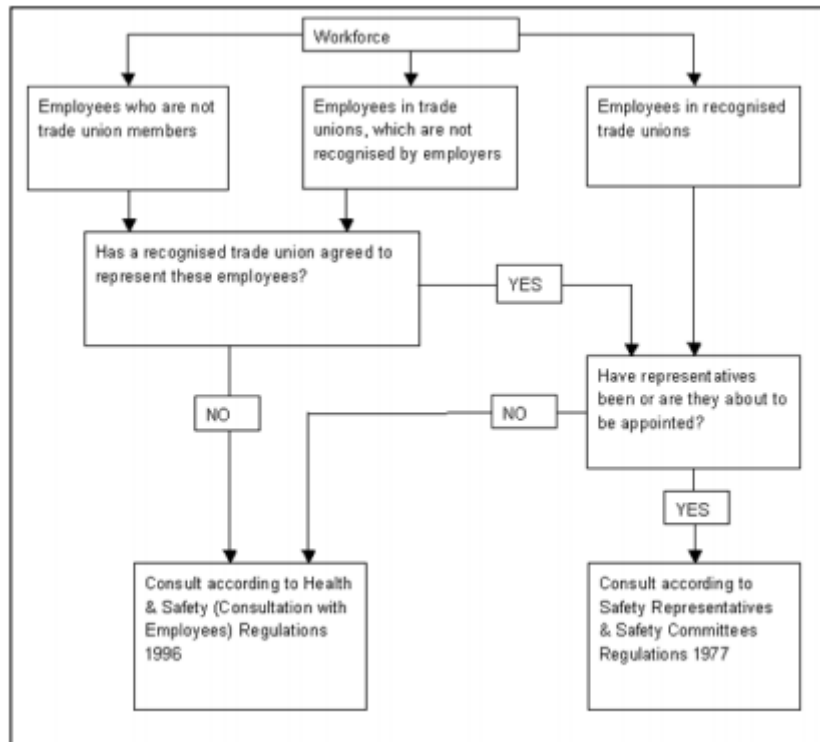 Workforce
Employees who are not
trade union members
Employees in trade
unions, which are not
recognised by employers
Employees in recognised
trade unions
Has a recognised trade union agreed to
represent these employees?
YES
Have representatives
been or are they about to
be appointed?
NO
NO
YES
Consult according to Health
& Safety (Consultation with
Employees) Regulations
1996
Consult according to
Safety Representatives
& Safety Committees
Regulations 1977